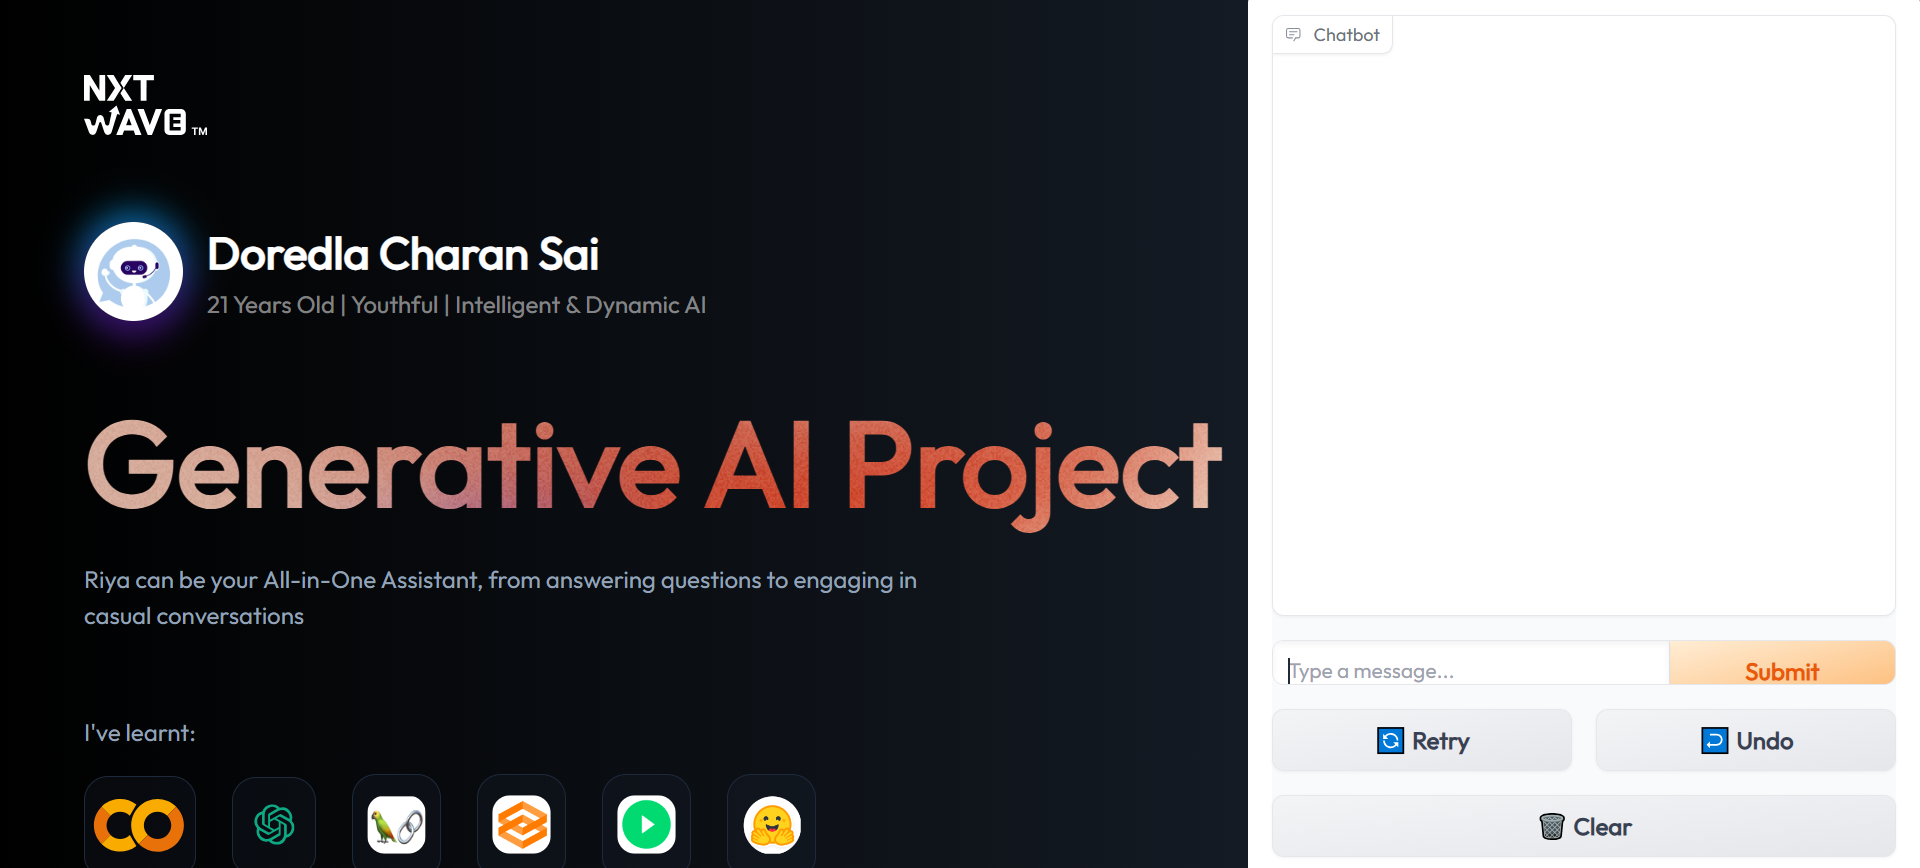 NXT
WAVE TM
Doredla Charan Sai
21 Years Old | Youthful | Intelligent & Dynamic AI
Generative AI Project
Riya can be your All-in-One Assistant, from answering questions to engaging in
casual conversations
I've learnt:
Chatbot
Type a message...
Submit
Retry
Undo
Clear